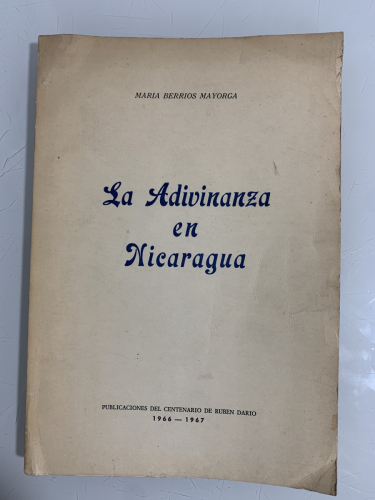 MARIA BERRIOS MAYORGA
La Adivinanza
en
Nicaragua
PUBLICACIONES DEL CENTENARIO DE RUBEN DARIO
1966 — 1967